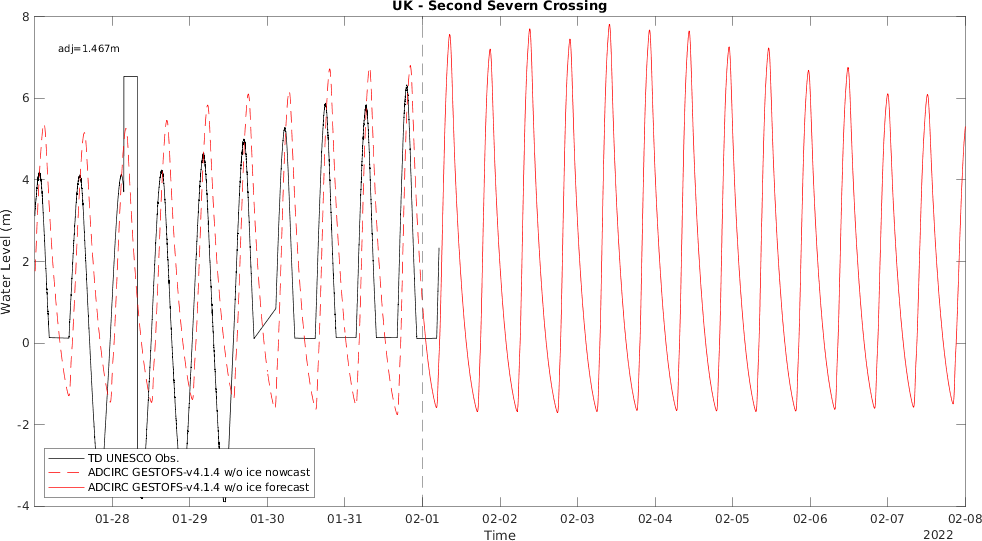 UK - Second Severn Crossing
adj=1.467m
8
6
4
2
0
-2
-4
Water Level (m)
TD UNESCO Obs.
ADCIRC GESTOFS-v4.1.4 w/o ice nowcast
ADCIRC GESTOFS-v4.1.4 w/o ice forecast
01-28 01-29 01-30 01-31 02-01 02-02 02-03 02-04 02-05 02-06 02-07 02-08
Time
2022